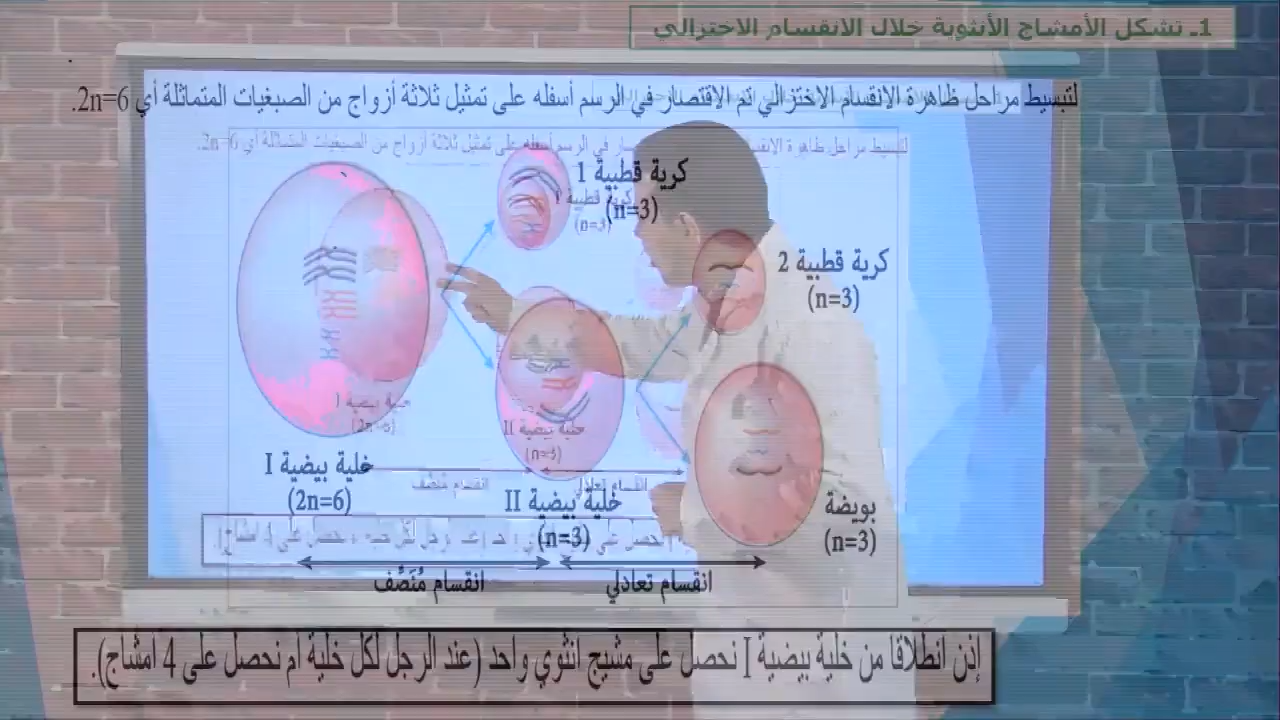 1ـ تشكل الأمشاج الأنثوية خلال الانقسام الاختزالي
لتبسيط مراحل ظاهرة الانقسام الاختزالي تم الاقتصار في الرسم أسفله على تمثيل ثلاثة أزواج من الصبغيات المتماثلة أي 2n=6.
كرية قطبية 1
(n=3)
كرية قطبية 2
(n=3)
خلية بيضية I
(2n=6)
خلية بيضية II
(n=3)
بويضة
(n=3)
انقسام مُنَصِّف
انقسام تعادلي
إذن انطلاقا من خلية بيضية I نحصل على مشيج انثوي واحد (عند الرجل لكل خلية ام نحصل على 4 امشاج).